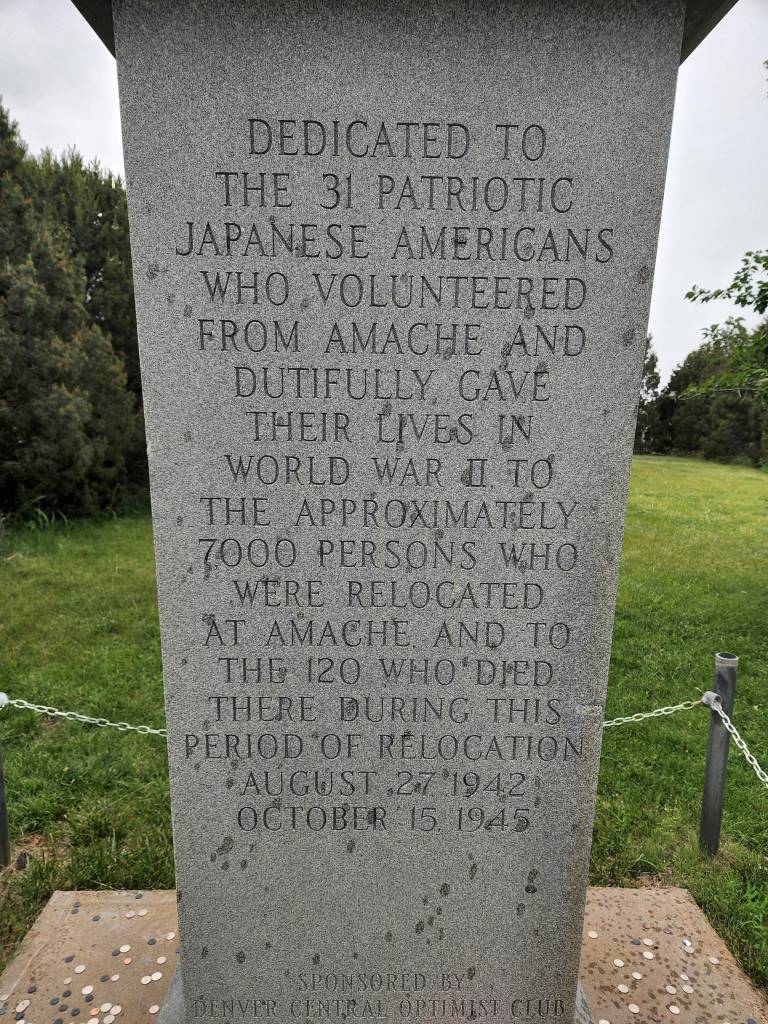 DEDICATED TO
THE 31 PATRIOTIC
JAPANESE AMERICANS
WHO VOLUNTEERED
FROM AMACHE AND
DUTIFULLY GAVE
THEIR LIVES IN
WORLD WAR II, TO
THE APPROXIMATELY
7000 PERSONS WHO
WERE RELOCATED
AT AMACHE, AND TO
THE 120 WHO DIED
THERE DURING THIS
PERIOD OF RELOCATION
AUGUST 27 1942
OCTOBER 15, 1945
SPONSORED BY
DENVER CENTRAL OPTIMIST CLUB